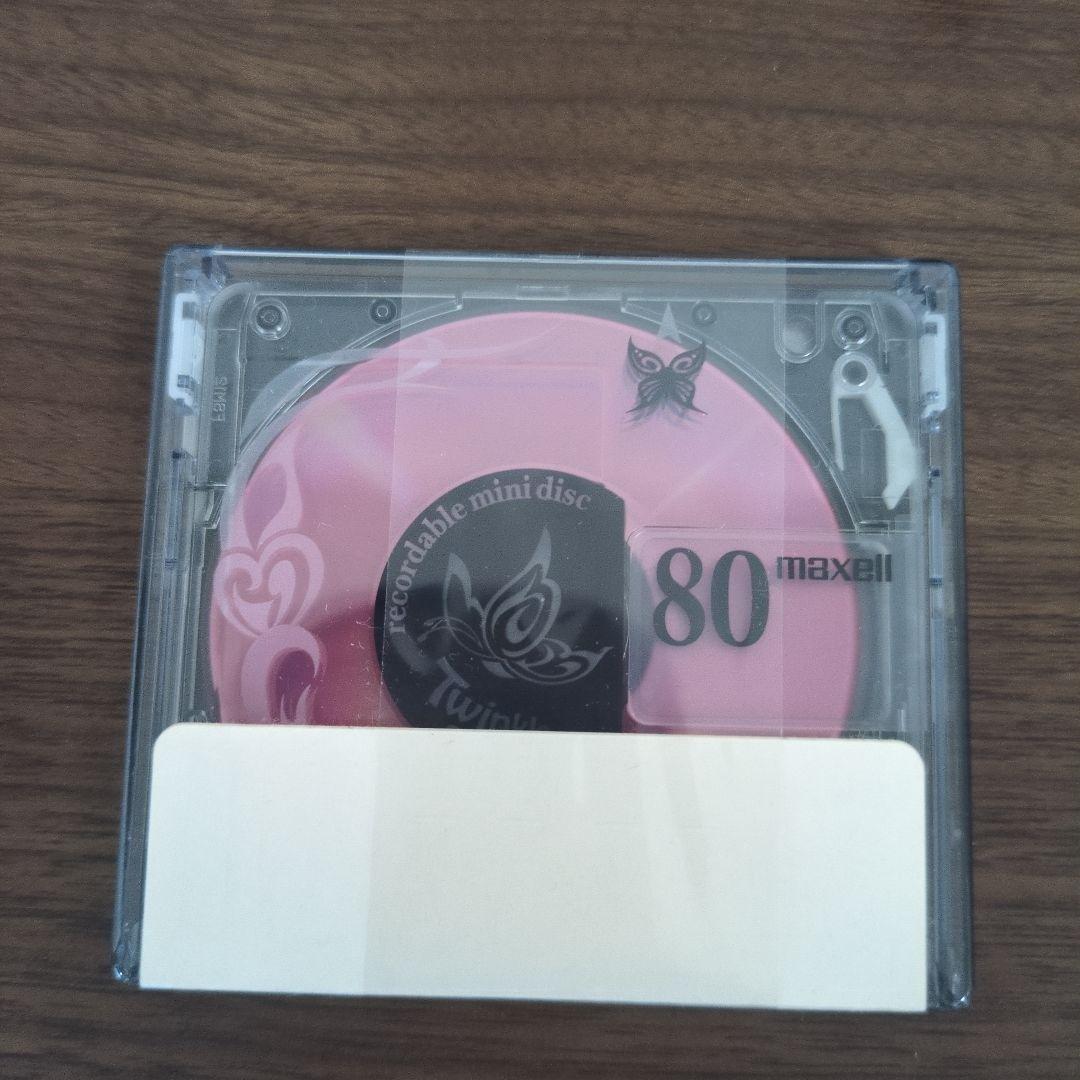 recordable mini disc
80 maxell